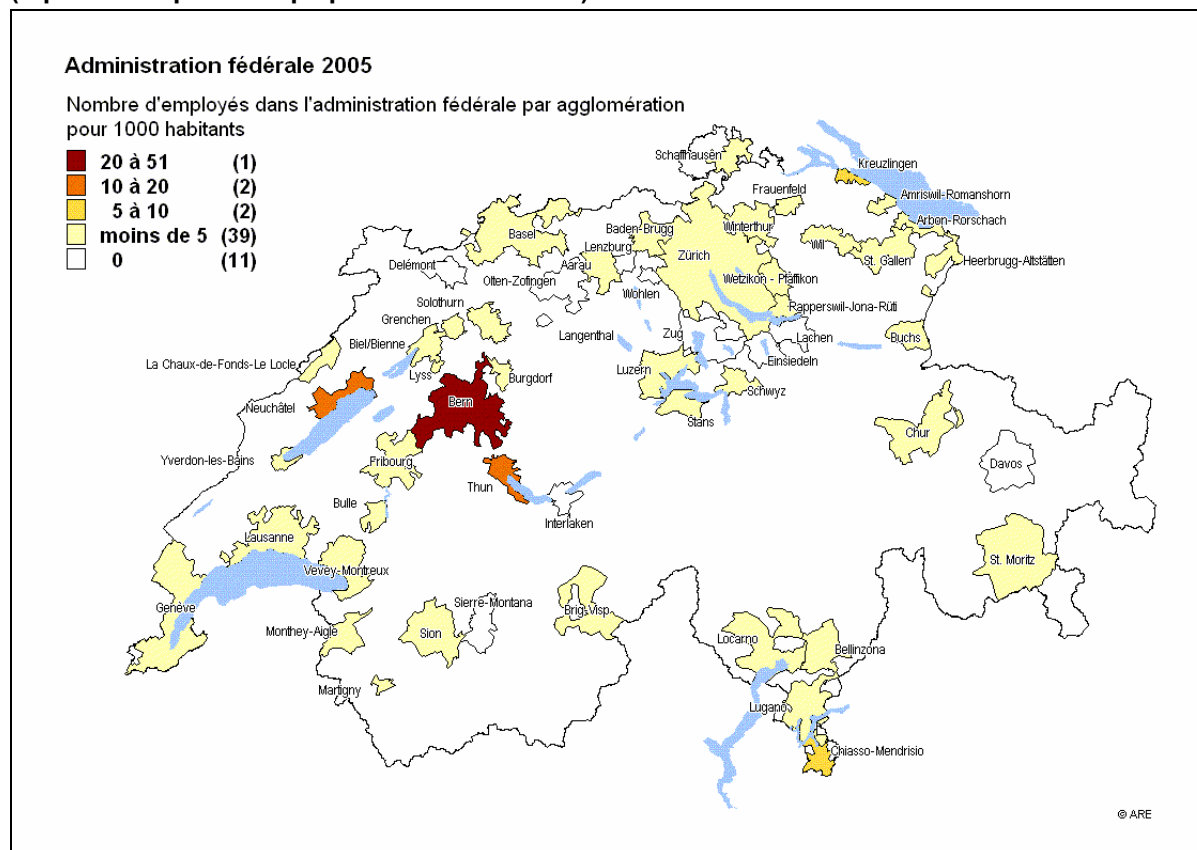 Administration fédérale 2005
Nombre d'employés dans l'administration fédérale par agglomération
pour 1000 habitants
20 à 51 (1)
10 à 20 (2)
5 à 10 (2)
moins de 5 (39)
0 (11)
Schaffhausen
Kreuzlingen
Frauenfeld
Amriswil-Romanshorn
Arbon-Rorschach
Basel
Baden-Brugg
Winterthur
Lenzburg
Zürich
Wil
St. Gallen
Heerbrugg-Altstätten
Delémont
Aarau
Olten-Zofingen
Wetzikon - Pfäffikon
Wohlen
Solothurn
Rapperswil-Jona-Rüti
Grenchen
Langenthal
Zug
Lachen
Buchs
Biel/Bienne
Einsiedeln
La Chaux-de-Fonds-Le Locle
Lyss
Burgdorf
Luzern
Schwyz
Neuchâtel
Bern
Stans
Chur
Yverdon-les-Bains
Fribourg
Davos
Thun
Bulle
Interlaken
Lausanne
St. Moritz
Vevey-Montreux
Genève
Sierre-Montana
Brig-Visp
Monthey-Aigle
Sion
Locarno
Bellinzona
Martigny
Lugano
Chiasso-Mendrisio
© ARE